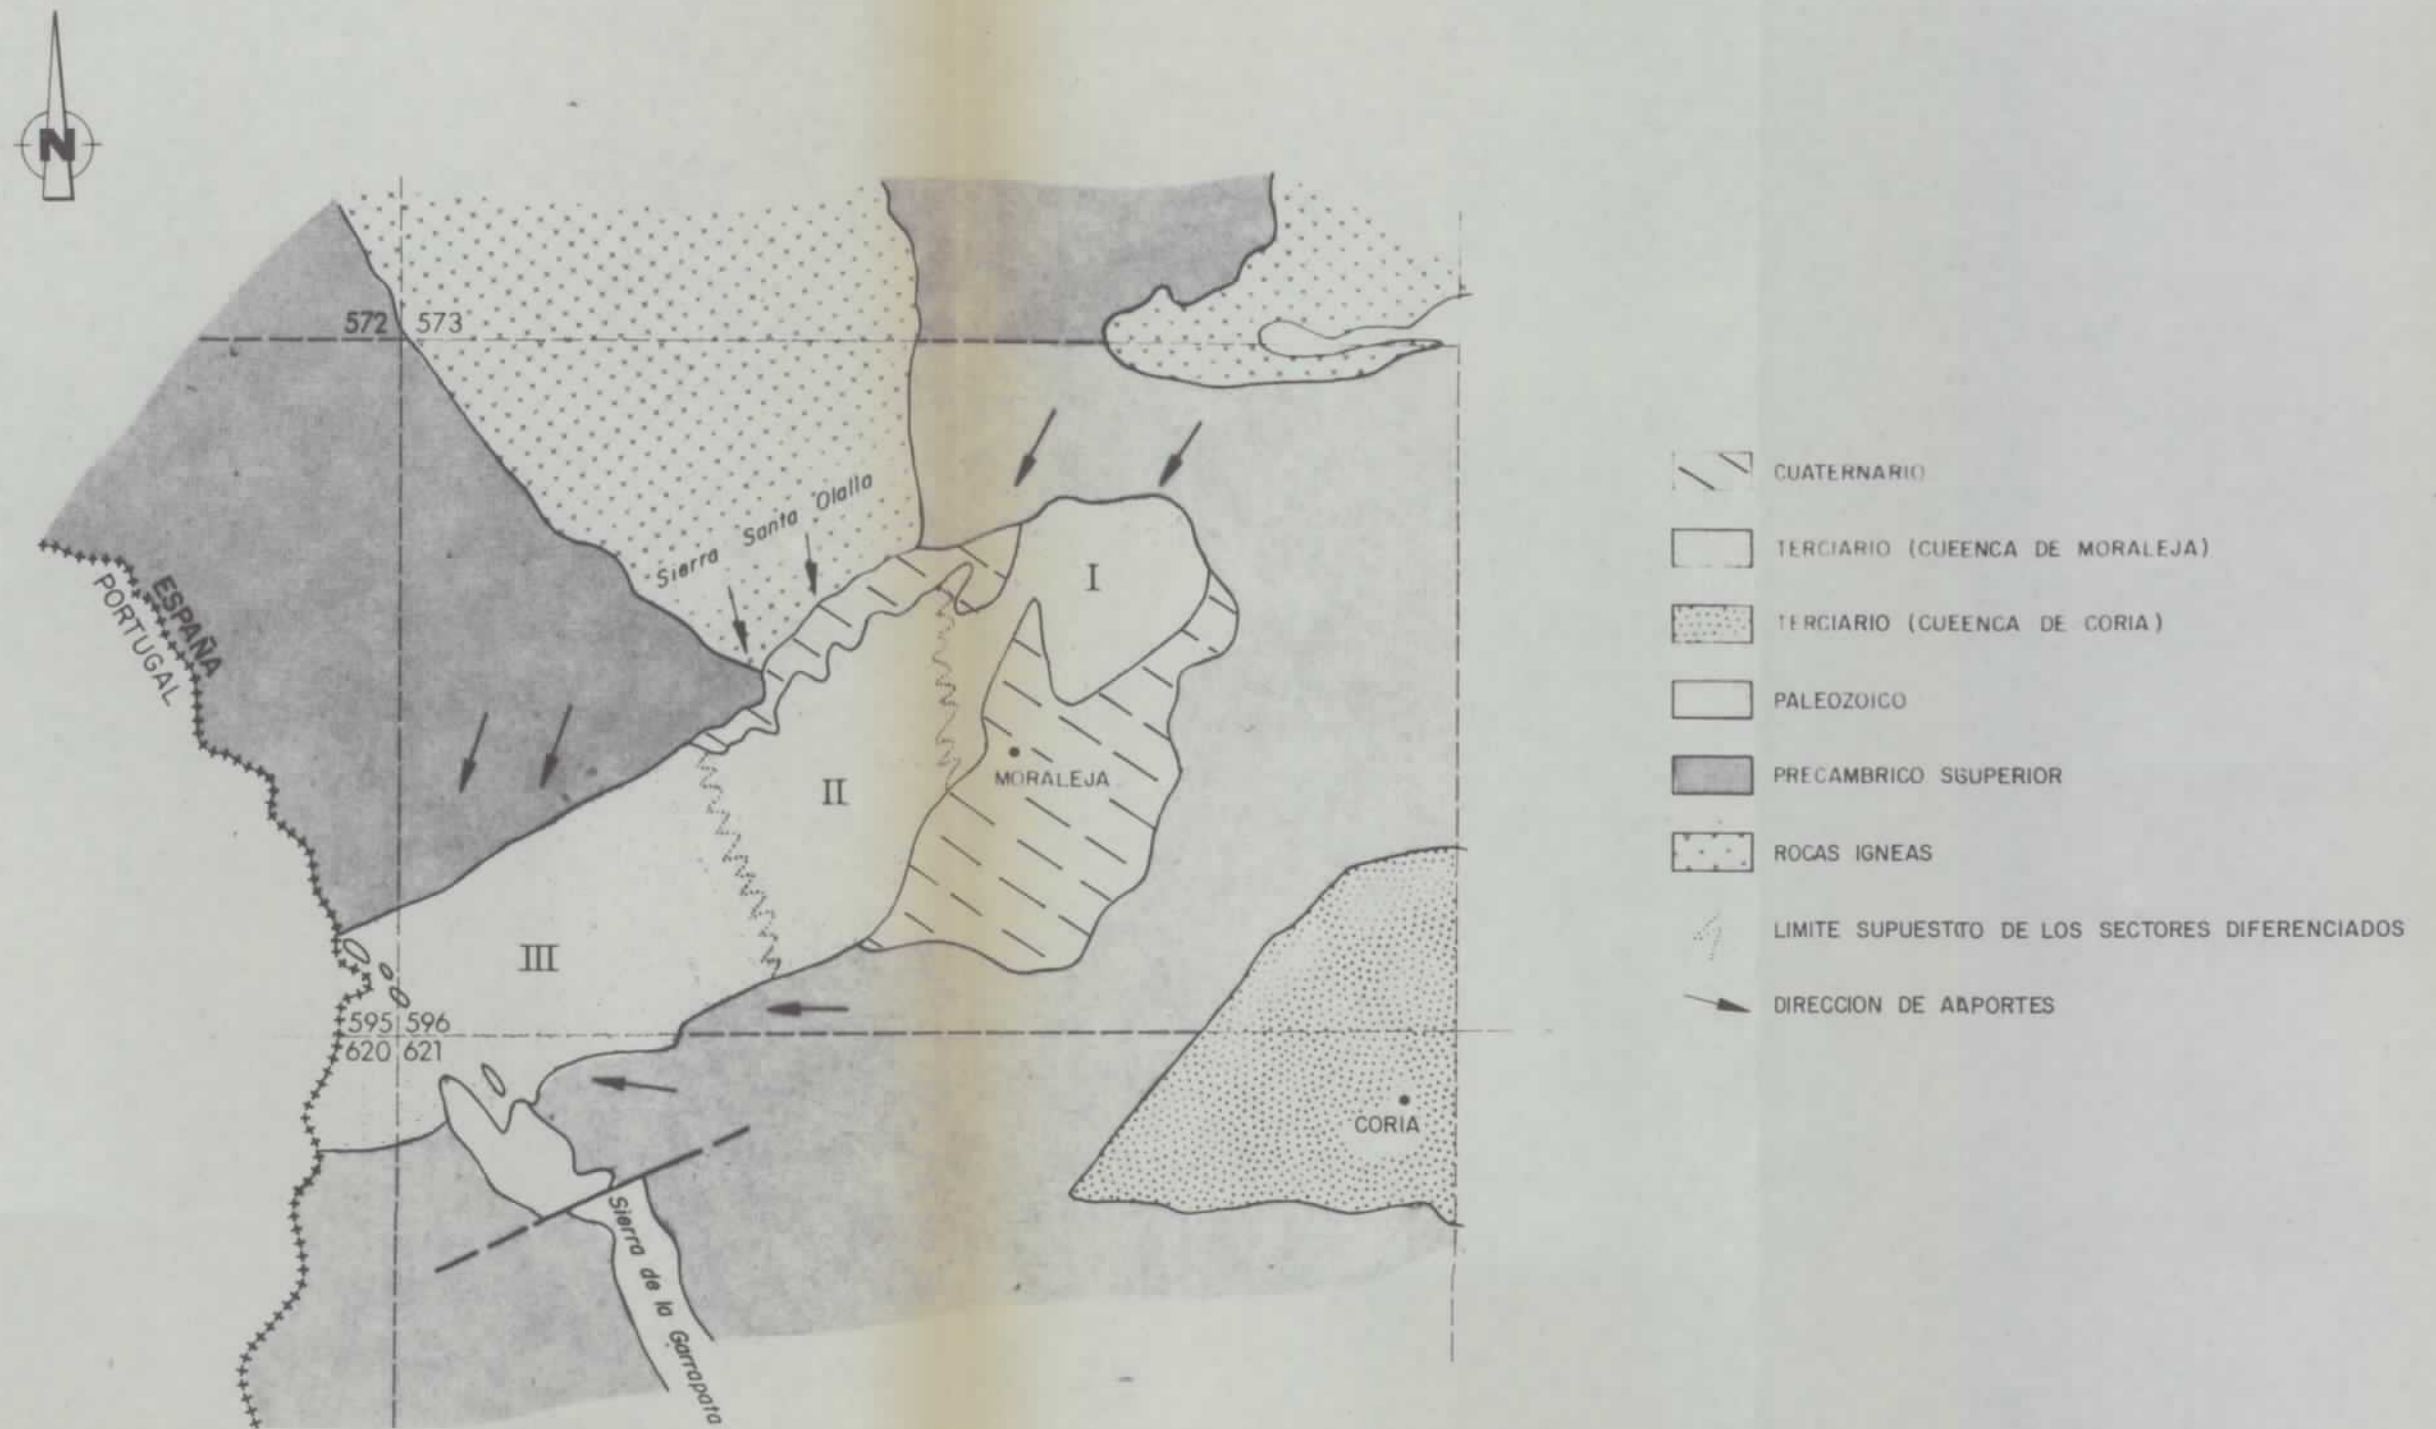 N
572 573
Sierra Santa Olalla
ESPAÑA
PORTUGAL
I
II
III
MORALEJA
595 596
620 621
CORIA
Sierra de la Garrapata
CUATERNARIO
TERCIARIO (CUEENCA DE MORALEJA)
TERCIARIO (CUEENCA DE CORIA)
PALEOZOICO
PRECAMBRICO SGUPERIOR
ROCAS IGNEAS
LIMITE SUPUESTTO DE LOS SECTORES DIFERENCIADOS
DIRECCION DE AAPORTES